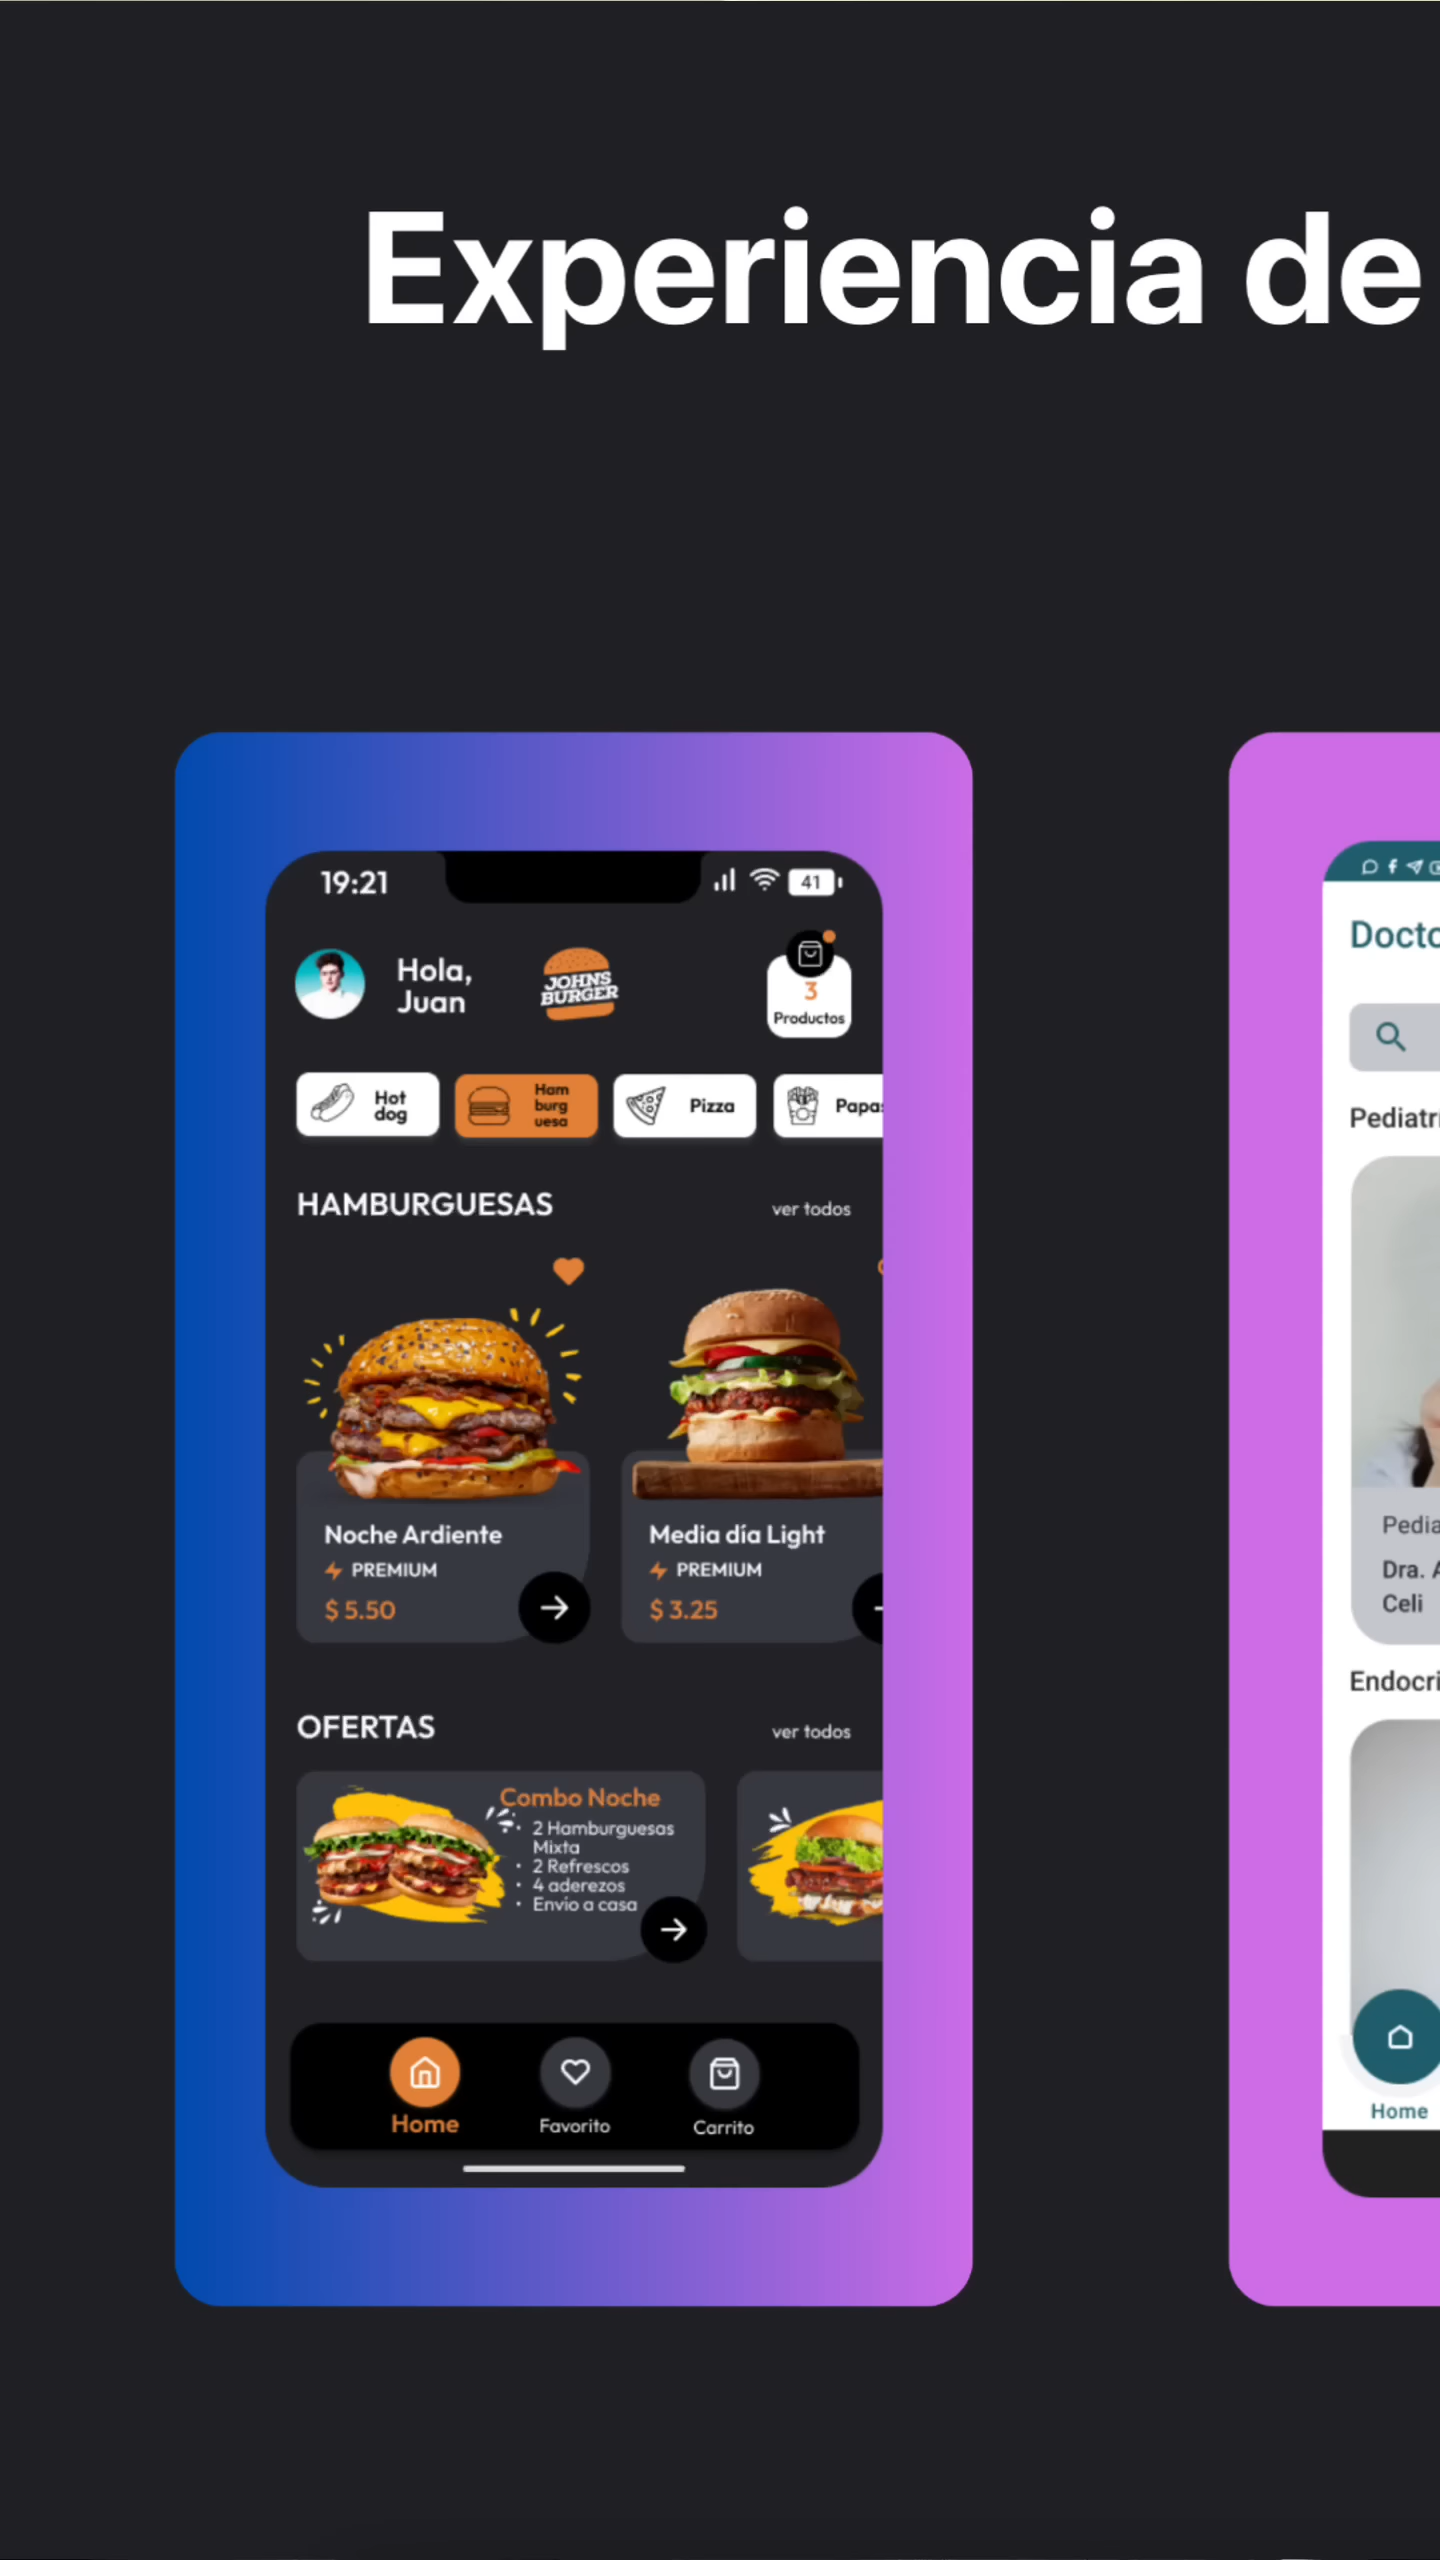 Experiencia de
19:21
41
Hola,
Juan
JOHNS
BURGER
3
Productos
Hot
dog
Ham
burg
uesa
Pizza
Papas
HAMBURGUESAS
ver todos
Noche Ardiente
PREMIUM
$ 5.50
Media día Light
PREMIUM
$ 3.25
OFERTAS
ver todos
Combo Noche
• 2 Hamburguesas
Mixta
• 2 Refrescos
• 4 aderezos
• Envio a casa
Home
Favorito
Carrito
Dra.
Celi
Home